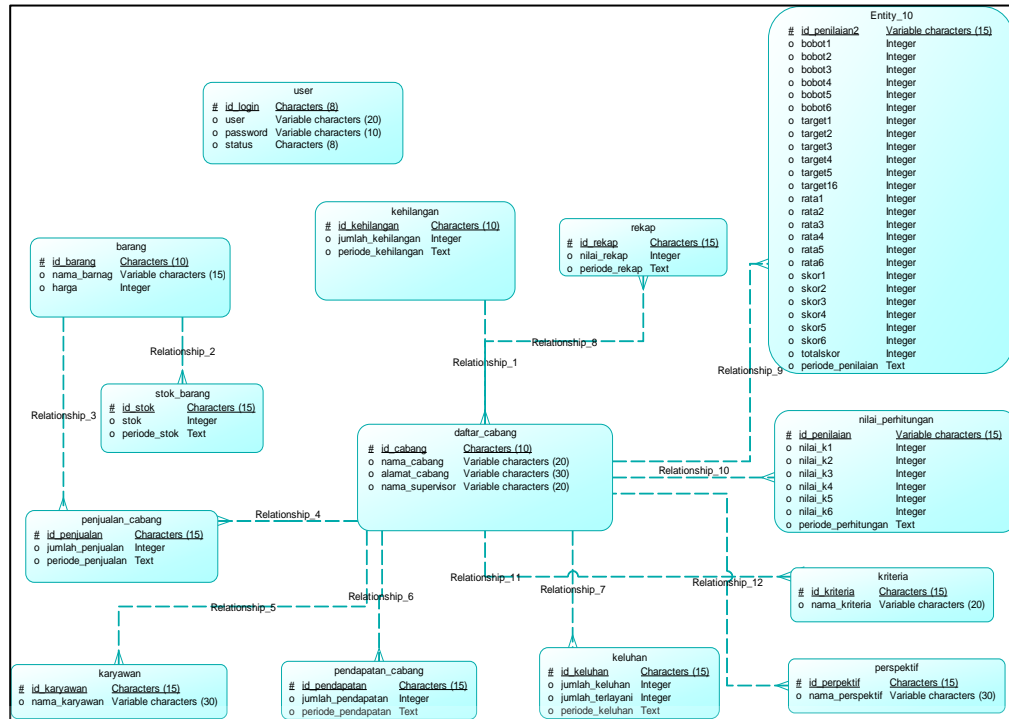 Entity_10
# id_penilaian2 Variable characters (15)
o bobot1 Integer
o bobot2 Integer
o bobot3 Integer
o bobot4 Integer
o bobot5 Integer
o bobot6 Integer
o target1 Integer
o target2 Integer
o target3 Integer
o target4 Integer
o target5 Integer
o target16 Integer
o rata1 Integer
o rata2 Integer
o rata3 Integer
o rata4 Integer
o rata5 Integer
o rata6 Integer
o skor1 Integer
o skor2 Integer
o skor3 Integer
o skor4 Integer
o skor5 Integer
o skor6 Integer
o totalskor Integer
o periode_penilaian Text
user
# id_login Characters (8)
o user Variable characters (20)
o password Variable characters (10)
o status Characters (8)
kehilangan
# id_kehilangan Characters (10)
o jumlah_kehilangan Integer
o periode_kehilangan Text
rekap
# id_rekap Characters (15)
o nilai_rekap Integer
o periode_rekap Text
barang
# id_barang Characters (10)
o nama_barnag Variable characters (15)
o harga Integer
Relationship_2
Relationship_8
Relationship_1
Relationship_9
Relationship_3
stok_barang
# id_stok Characters (15)
o stok Integer
o periode_stok Text
daftar_cabang
# id_cabang Characters (10)
o nama_cabang Variable characters (20)
o alamat_cabang Variable characters (30)
o nama_supervisor Variable characters (20)
nilai_perhitungan
# id_penilaian Variable characters (15)
o nilai_k1 Integer
o nilai_k2 Integer
o nilai_k3 Integer
o nilai_k4 Integer
o nilai_k5 Integer
o nilai_k6 Integer
o periode_perhitungan Text
Relationship_10
Relationship_4
penjualan_cabang
# id_penjualan Characters (15)
o jumlah_penjualan Integer
o periode_penjualan Text
Relationship_11
Relationship_12
Relationship_7
Relationship_6
Relationship_5
kriteria
# id_kriteria Characters (15)
o nama_kriteria Variable characters (20)
karyawan
# id_karyawan Characters (15)
o nama_karyawan Variable characters (30)
pendapatan_cabang
# id_pendapatan Characters (15)
o jumlah_pendapatan Integer
o periode_pendapatan Text
keluhan
# id_keluhan Characters (15)
o jumlah_keluhan Integer
o jumlah_terlayani Integer
o periode_keluhan Text
perspektif
# id_perpektif Characters (15)
o nama_perspektif Variable characters (30)